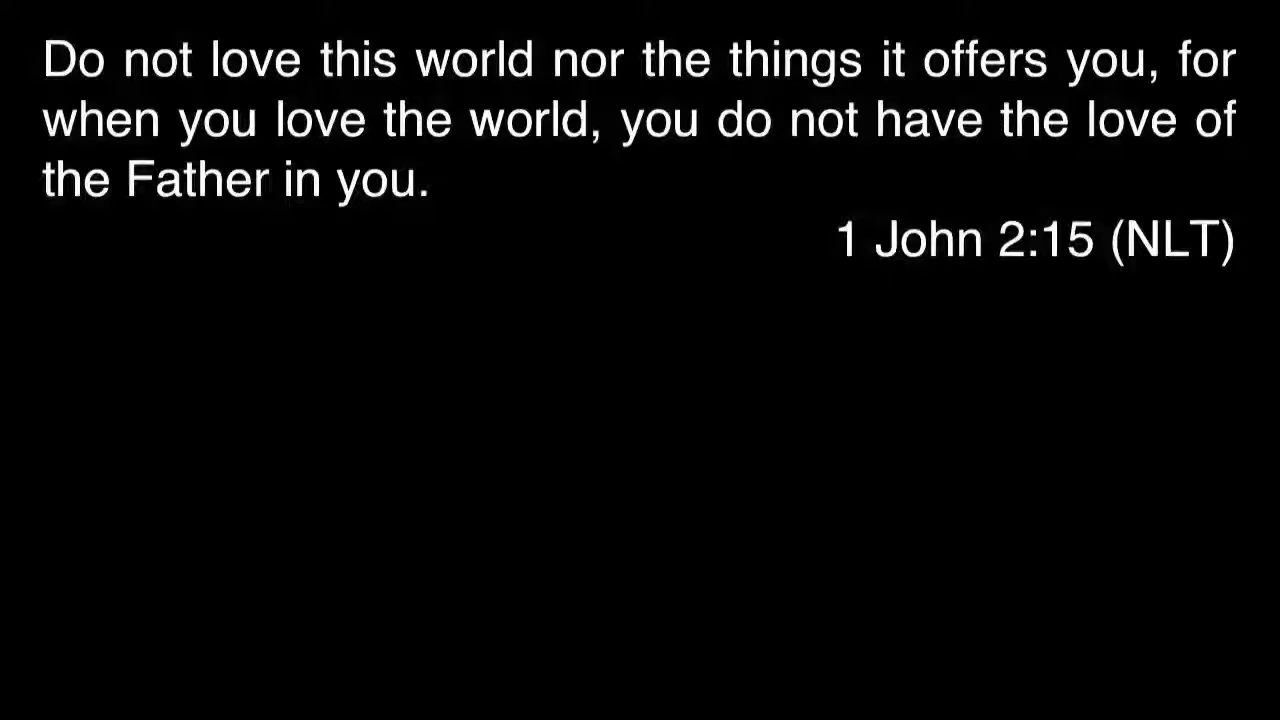 Do not love this world nor the things it offers you, for
when you love the world, you do not have the love of
the Father in you.
1 John 2:15 (NLT)